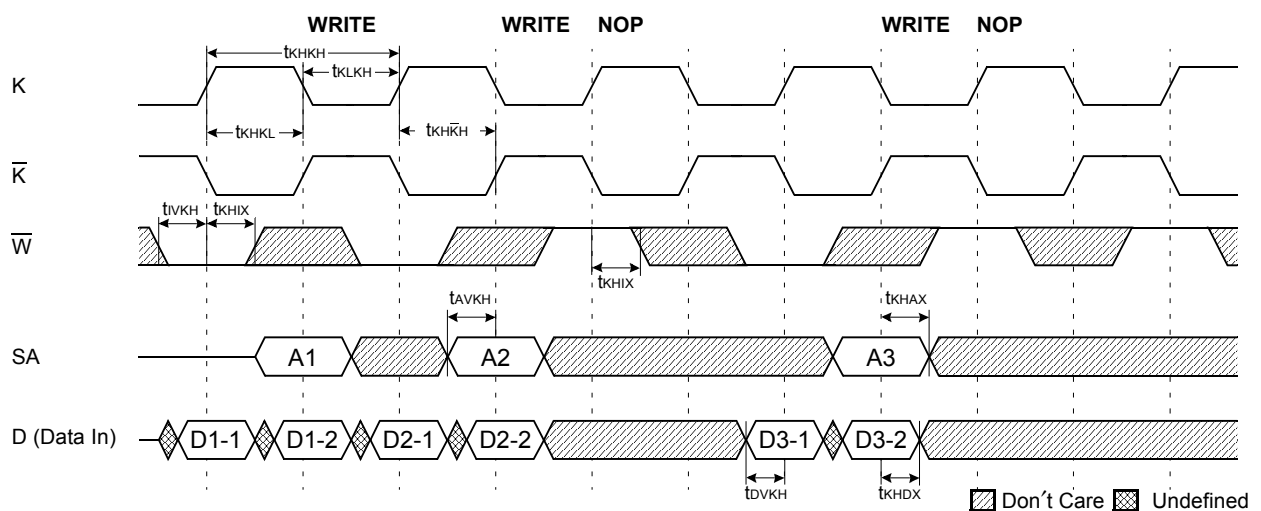 WRITE WRITE NOP WRITE NOP
tKHKH
tKLKH
K
tKHKL tKHK̅H
K̅
tIVKH tKHIX
W̅
tKHIX
tAVKH tKHAX
SA A1 A2 A3
D (Data In) D1-1 D1-2 D2-1 D2-2 D3-1 D3-2
tDVKH tKHDX
Don′t Care Undefined